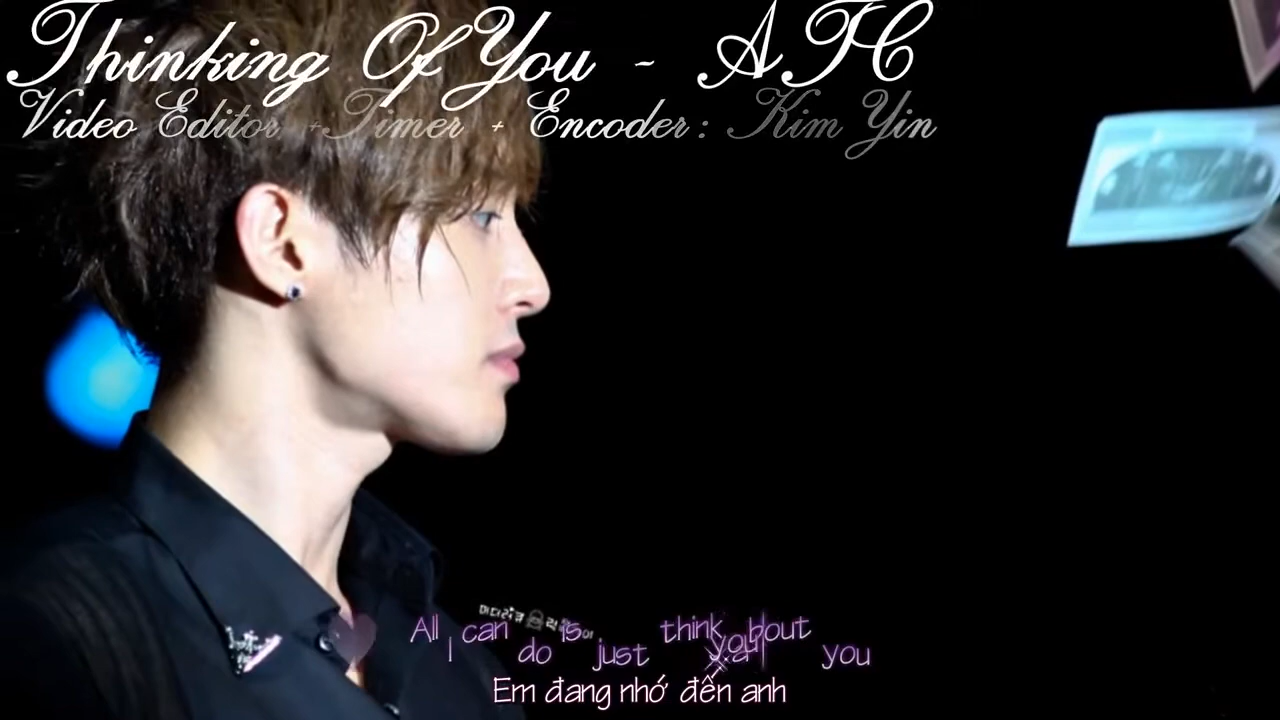 Thinking Of You - ATC
Video Editor + Timer + Encoder : Kim Yin
All I can do is just think about you
Em đang nhớ đến anh